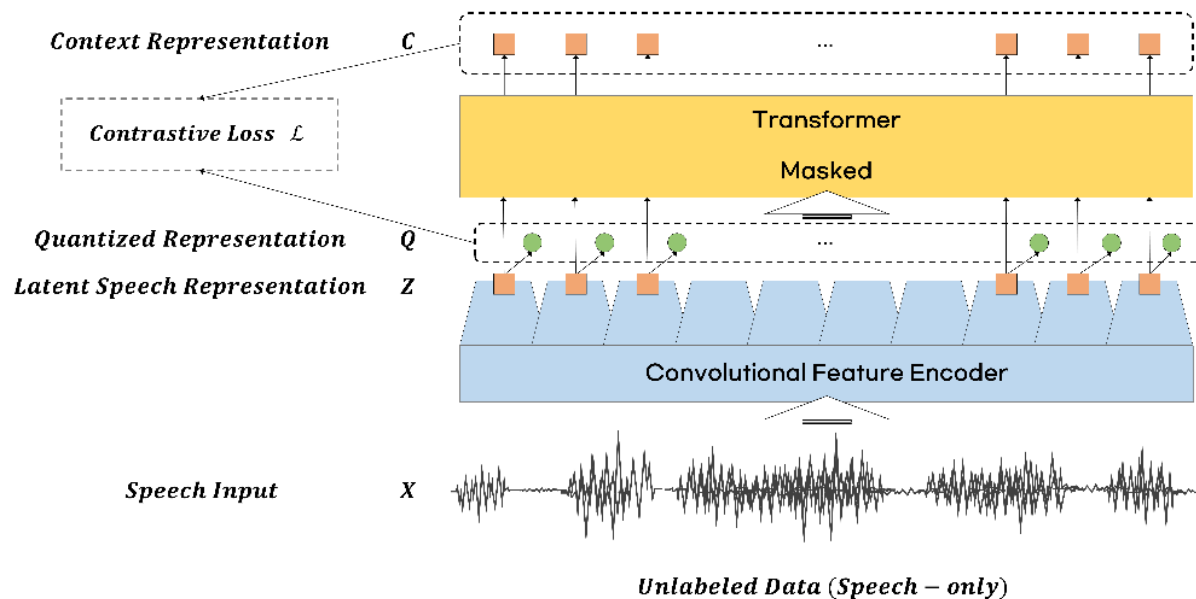 Context Representation C
...
Transformer
Contrastive Loss ℒ
Masked
Quantized Representation Q
...
Latent Speech Representation Z
Convolutional Feature Encoder
Speech Input X
Unlabeled Data (Speech − only)